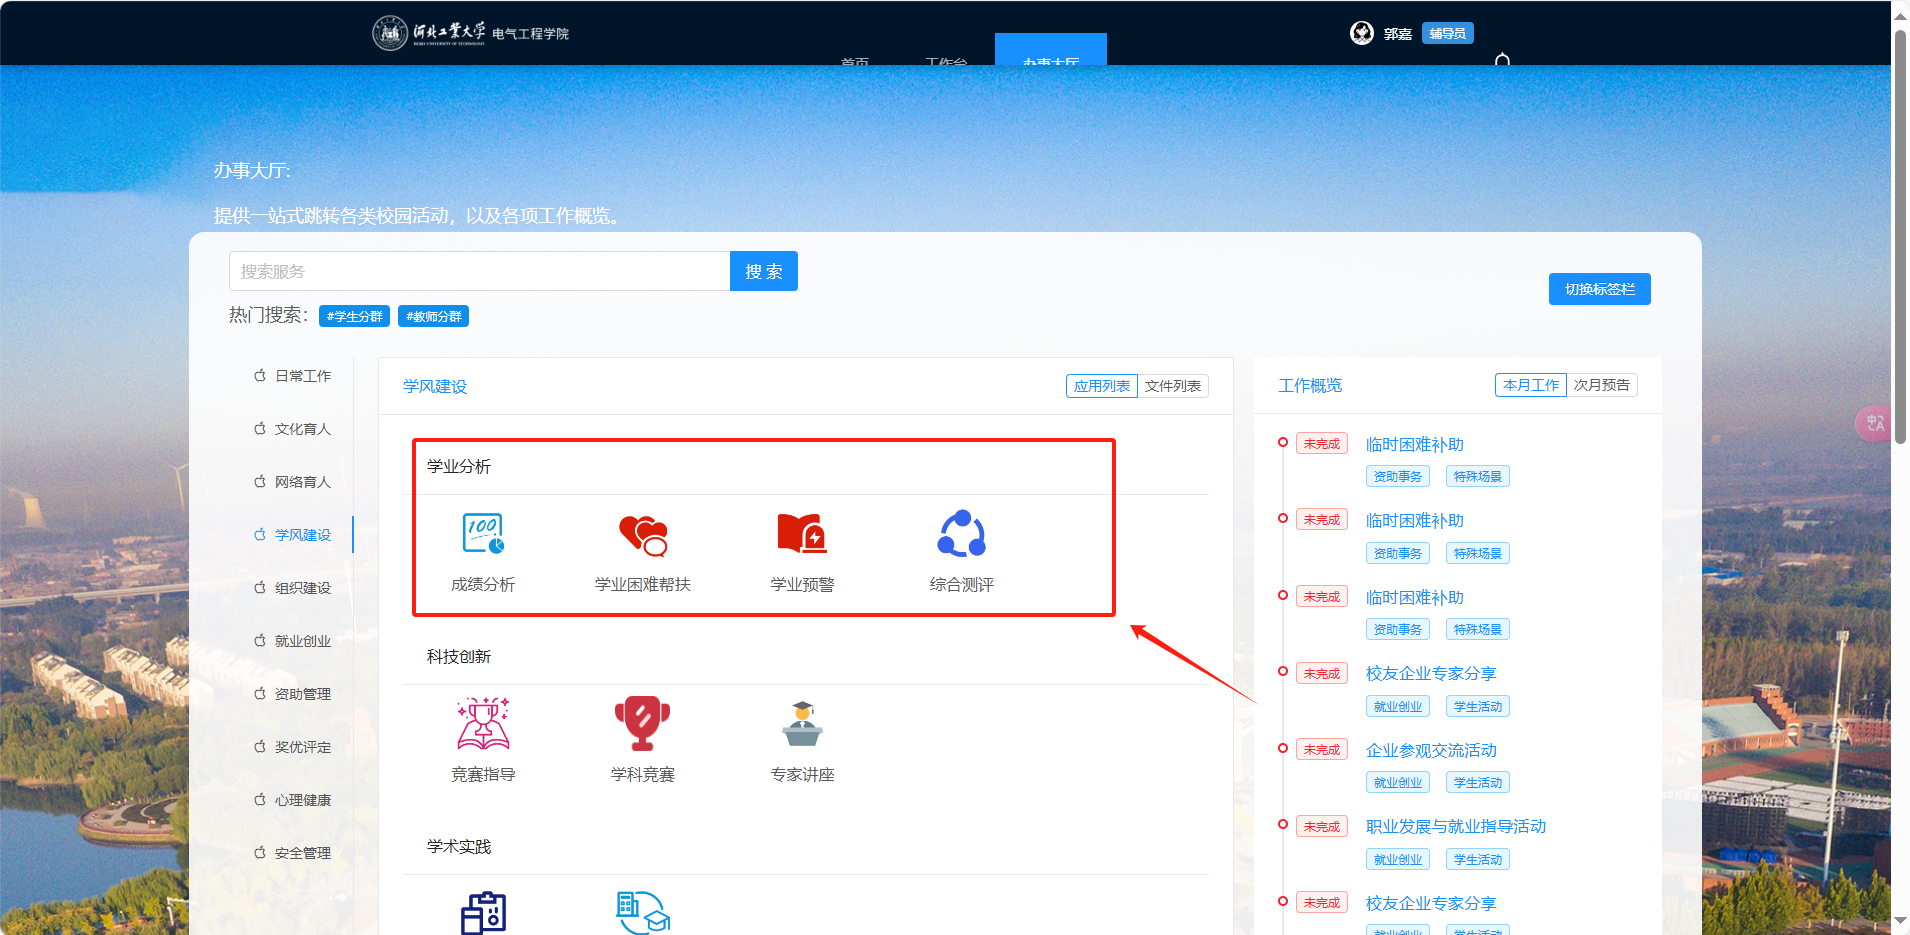 河北工業大学
HEBEI UNIVERSITY OF TECHNOLOGY
电气工程学院
首页
工作台
办事大厅
郭嘉
辅导员
办事大厅:
提供一站式跳转各类校园活动，以及各项工作概览。
搜索服务
搜 索
热门搜索：
#学生分群
#教师分群
切换标签栏
日常工作
文化育人
网络育人
学风建设
组织建设
就业创业
资助管理
奖优评定
心理健康
安全管理
学风建设
应用列表
文件列表
学业分析
100
成绩分析
学业困难帮扶
学业预警
综合测评
科技创新
竞赛指导
学科竞赛
专家讲座
学术实践
工作概览
本月工作
次月预告
未完成
临时困难补助
资助事务
特殊场景
未完成
临时困难补助
资助事务
特殊场景
未完成
临时困难补助
资助事务
特殊场景
未完成
校友企业专家分享
就业创业
学生活动
未完成
企业参观交流活动
就业创业
学生活动
未完成
职业发展与就业指导活动
就业创业
学生活动
未完成
校友企业专家分享
就业创业
学生活动
中
A